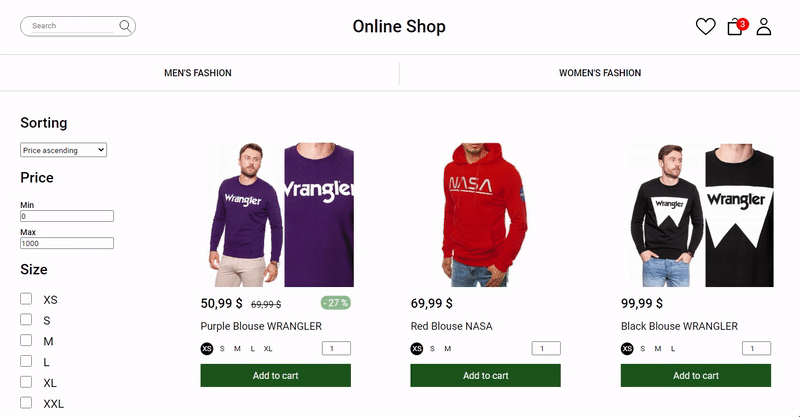 Search
Online Shop
3
MEN'S FASHION
WOMEN'S FASHION
Sorting
Price ascending
Price
Min
0
Max
1000
Size
XS
S
M
L
XL
XXL
Wrangler
Wrangler
50,99 $ 69,99 $ - 27 %
Purple Blouse WRANGLER
XS S M L XL 1
Add to cart
NASA
69,99 $
Red Blouse NASA
XS S M 1
Add to cart
Wrangler
Wrangler
99,99 $
Black Blouse WRANGLER
XS S M L 1
Add to cart